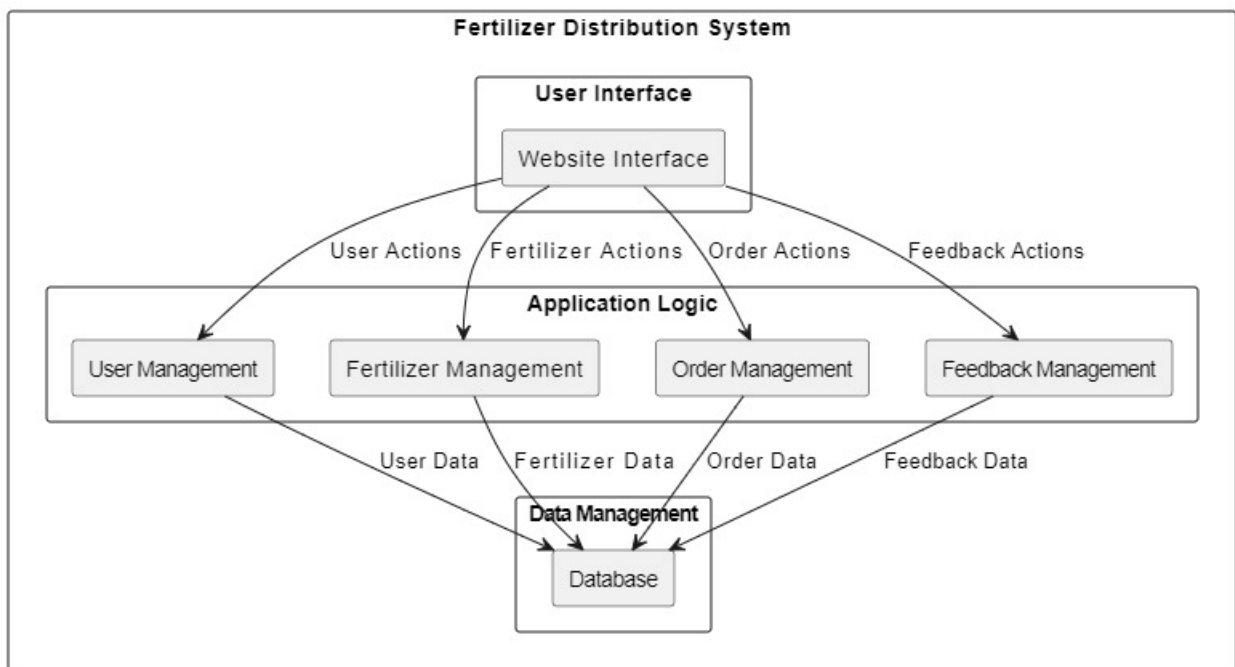 Fertilizer Distribution System
User Interface
Website Interface
User Actions
Fertilizer Actions
Order Actions
Feedback Actions
Application Logic
User Management
Fertilizer Management
Order Management
Feedback Management
User Data
Fertilizer Data
Order Data
Feedback Data
Data Management
Database